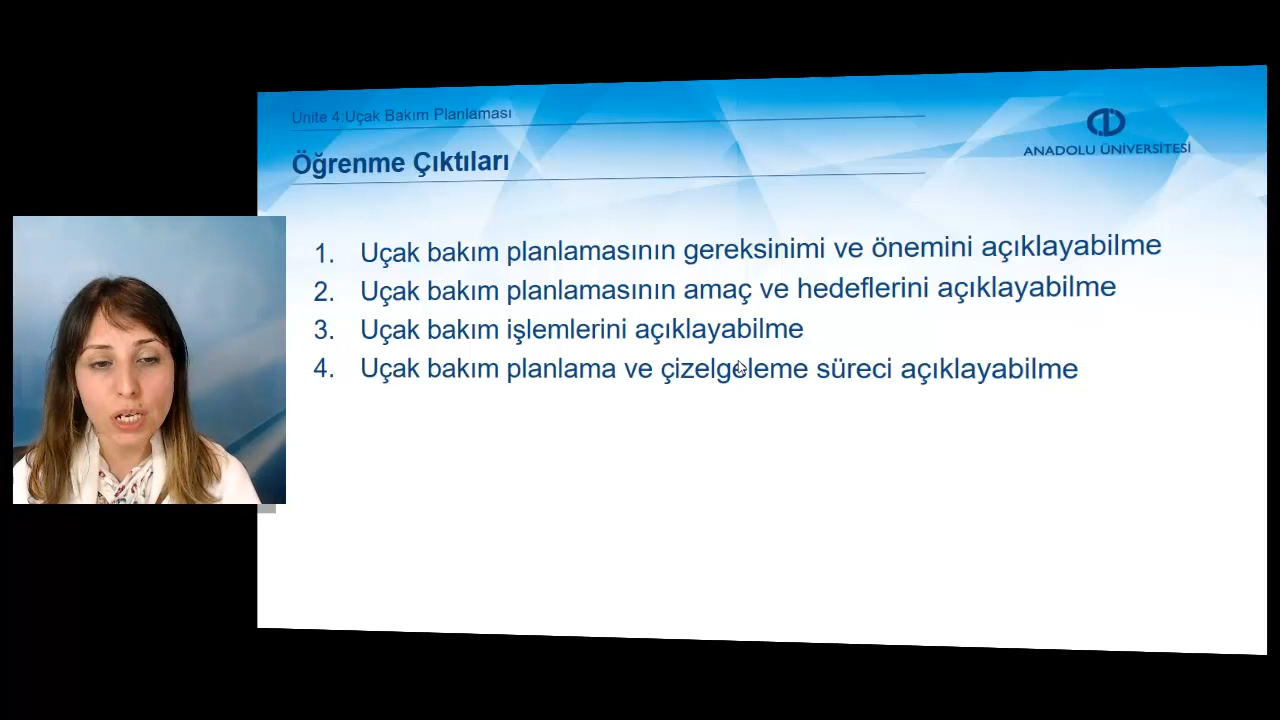 Ünite 4:Uçak Bakım Planlaması
Öğrenme Çıktıları
ANADOLU ÜNİVERSİTESİ
1. Uçak bakım planlamasının gereksinimi ve önemini açıklayabilme
2. Uçak bakım planlamasının amaç ve hedeflerini açıklayabilme
3. Uçak bakım işlemlerini açıklayabilme
4. Uçak bakım planlama ve çizelgeleme süreci açıklayabilme